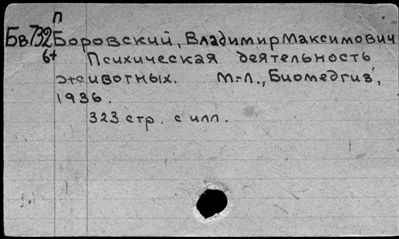 П
Бв732 Боровский, Владимир Максимович
6+ Психическая деятельность
животных. М.-Л., Биомедгиз,
1936.
323 стр. с илл.